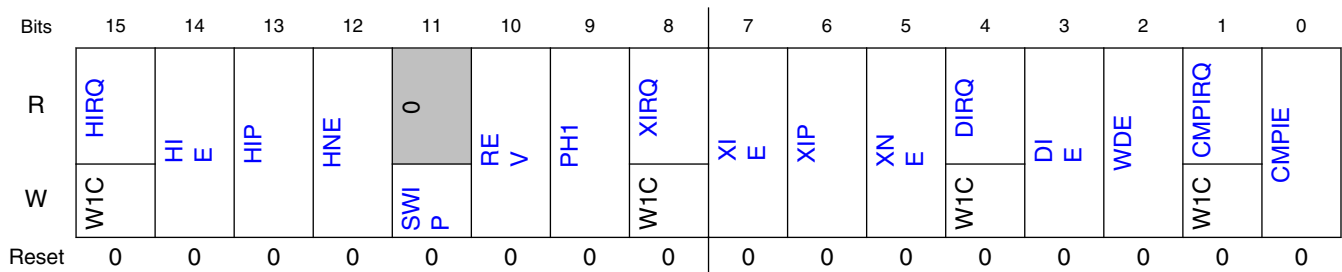 Bits 15 14 13 12 11 10 9 8 7 6 5 4 3 2 1 0
R HIRQ HI E HIP HNE 0 RE V PH1 XIRQ XI E XIP XN E DIRQ DI E WDE CMPIRQ CMPIE
W W1C SWI P W1C W1C W1C
Reset 0 0 0 0 0 0 0 0 0 0 0 0 0 0 0 0